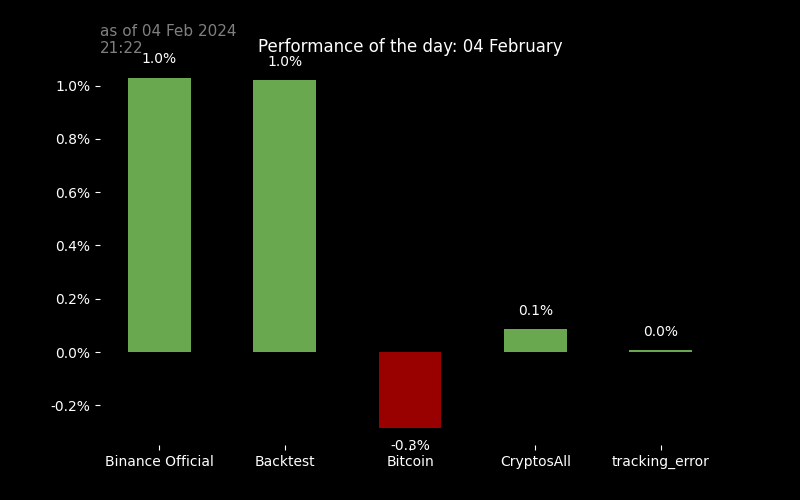 as of 04 Feb 2024
21:22
Performance of the day: 04 February
1.0%
1.0%
1.0%
0.8%
0.6%
0.4%
0.2%
0.1%
0.0%
0.0%
-0.2%
-0.3%
Binance Official
Backtest
Bitcoin
CryptosAll
tracking_error